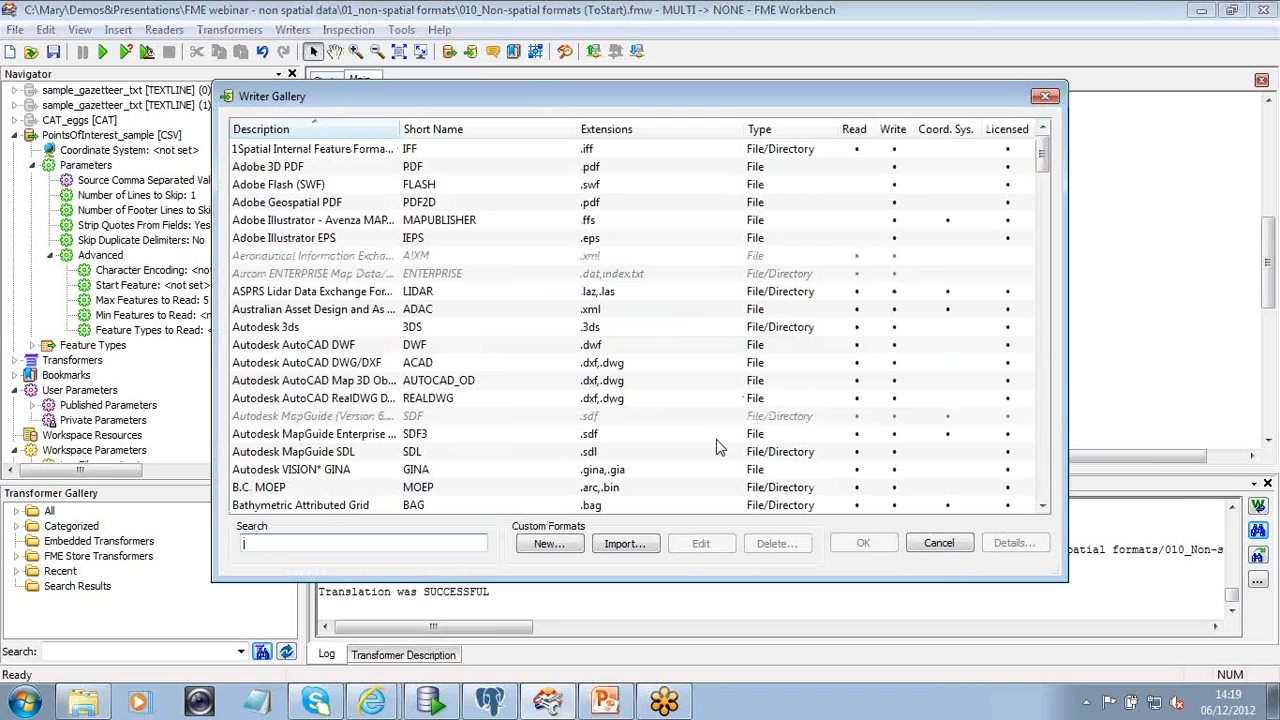 C:\Mary\Demos&Presentations\FME webinar - non spatial data\01_non-spatial formats\010_Non-spatial formats (ToStart).fmw - MULTI -> NONE - FME Workbench
File Edit View Insert Readers Transformers Writers Inspection Tools Help
Navigator
sample_gazetteer_txt [TEXTLINE] (0)
sample_gazetteer_txt [TEXTLINE] (1)
CAT_eggs [CAT]
PointsOfInterest_sample [CSV]
Coordinate System: <not set>
Parameters
Source Comma Separated Val
Number of Lines to Skip: 1
Number of Footer Lines to Skip
Strip Quotes From Fields: Yes
Skip Duplicate Delimiters: No
Advanced
Character Encoding: <not
Start Feature: <not set>
Max Features to Read: 5
Min Features to Read:
Feature Types to Read:
Feature Types
Transformers
Bookmarks
User Parameters
Published Parameters
Private Parameters
Workspace Resources
Workspace Parameters
Writer Gallery
Description Short Name Extensions Type Read Write Coord. Sys. Licensed
1Spatial Internal Feature Forma... IFF .iff File/Directory • • •
Adobe 3D PDF PDF .pdf File • •
Adobe Flash (SWF) FLASH .swf File • •
Adobe Geospatial PDF PDF2D .pdf File • •
Adobe Illustrator - Avenza MAP... MAPUBLISHER .ffs File • • •
Adobe Illustrator EPS IEPS .eps File • •
Aeronautical Information Excha... AIXM .xml File • •
Aircom ENTERPRISE Map Data/... ENTERPRISE .dat,index.txt File/Directory • •
ASPRS Lidar Data Exchange For... LIDAR .laz,.las File/Directory • • • •
Australian Asset Design and As ... ADAC .xml File • • • •
Autodesk 3ds 3DS .3ds File/Directory • • •
Autodesk AutoCAD DWF DWF .dwf File • • •
Autodesk AutoCAD DWG/DXF ACAD .dxf,.dwg File • • •
Autodesk AutoCAD Map 3D Ob... AUTOCAD_OD .dxf,.dwg File • • •
Autodesk AutoCAD RealDWG D... REALDWG .dxf,.dwg File • • •
Autodesk MapGuide (Version 6... SDF .sdf File/Directory • • • •
Autodesk MapGuide Enterprise ... SDF3 .sdf File • • • •
Autodesk MapGuide SDL SDL .sdl File/Directory • • •
Autodesk VISION* GINA GINA .gina,.gia File • • •
B.C. MOEP MOEP .arc,.bin File/Directory • • •
Bathymetric Attributed Grid BAG .bag File/Directory • • • •
Search
Custom Formats
New... Import... Edit Delete... OK Cancel Details...
Transformer Gallery
All
Categorized
Embedded Transformers
FME Store Transformers
Recent
Search Results
Search:
patial formats/010_Non-s
Translation was SUCCESSFUL
Log Transformer Description
Ready
NUM
14:19
06/12/2012